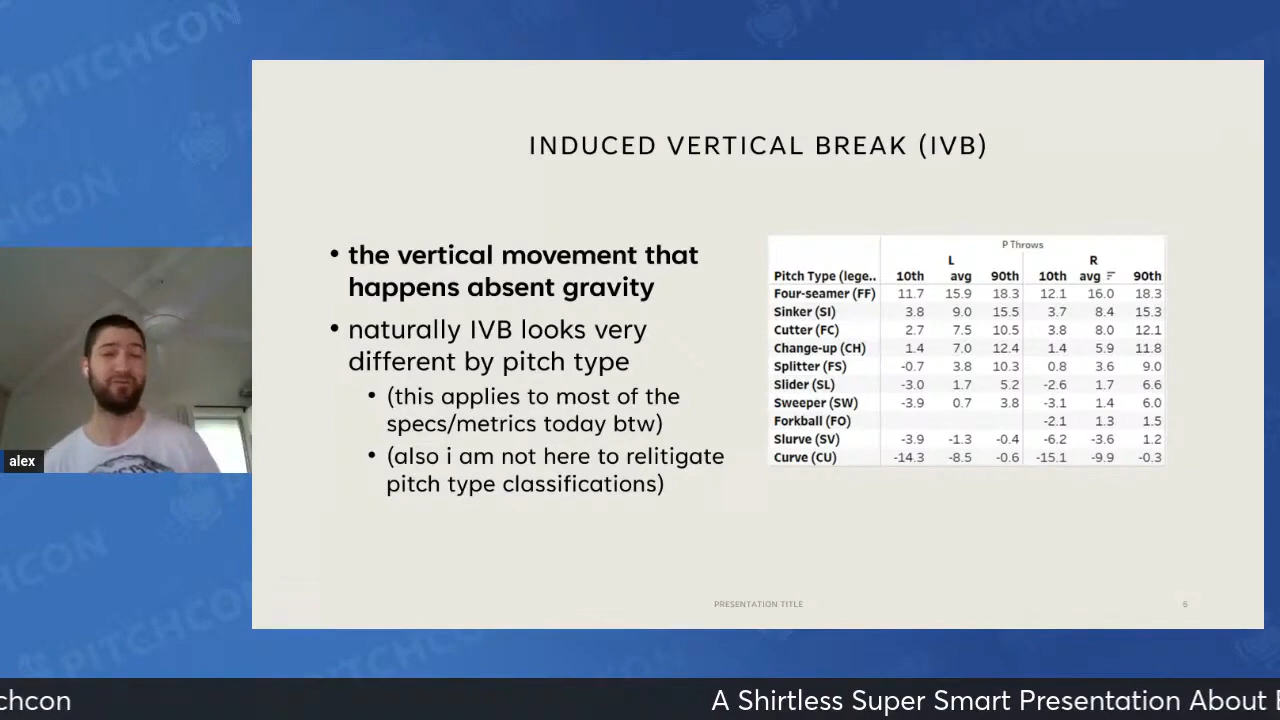 PITCHCON
INDUCED VERTICAL BREAK (IVB)
• the vertical movement that
happens absent gravity
• naturally IVB looks very
different by pitch type
• (this applies to most of the
specs/metrics today btw)
• (also i am not here to relitigate
pitch type classifications)
P Throws
L R
Pitch Type (lege.. 10th avg 90th 10th avg 90th
Four-seamer (FF) 11.7 15.9 18.3 12.1 16.0 18.3
Sinker (SI) 3.8 9.0 15.5 3.7 8.4 15.3
Cutter (FC) 2.7 7.5 10.5 3.8 8.0 12.1
Change-up (CH) 1.4 7.0 12.4 1.4 5.9 11.8
Splitter (FS) -0.7 3.8 10.3 0.8 3.6 9.0
Slider (SL) -3.0 1.7 5.2 -2.6 1.7 6.6
Sweeper (SW) -3.9 0.7 3.8 -3.1 1.4 6.0
Forkball (FO) -2.1 1.3 1.5
Slurve (SV) -3.9 -1.3 -0.4 -6.2 -3.6 1.2
Curve (CU) -14.3 -8.5 -0.6 -15.1 -9.9 -0.3
alex
PRESENTATION TITLE 5
chcon A Shirtless Super Smart Presentation About